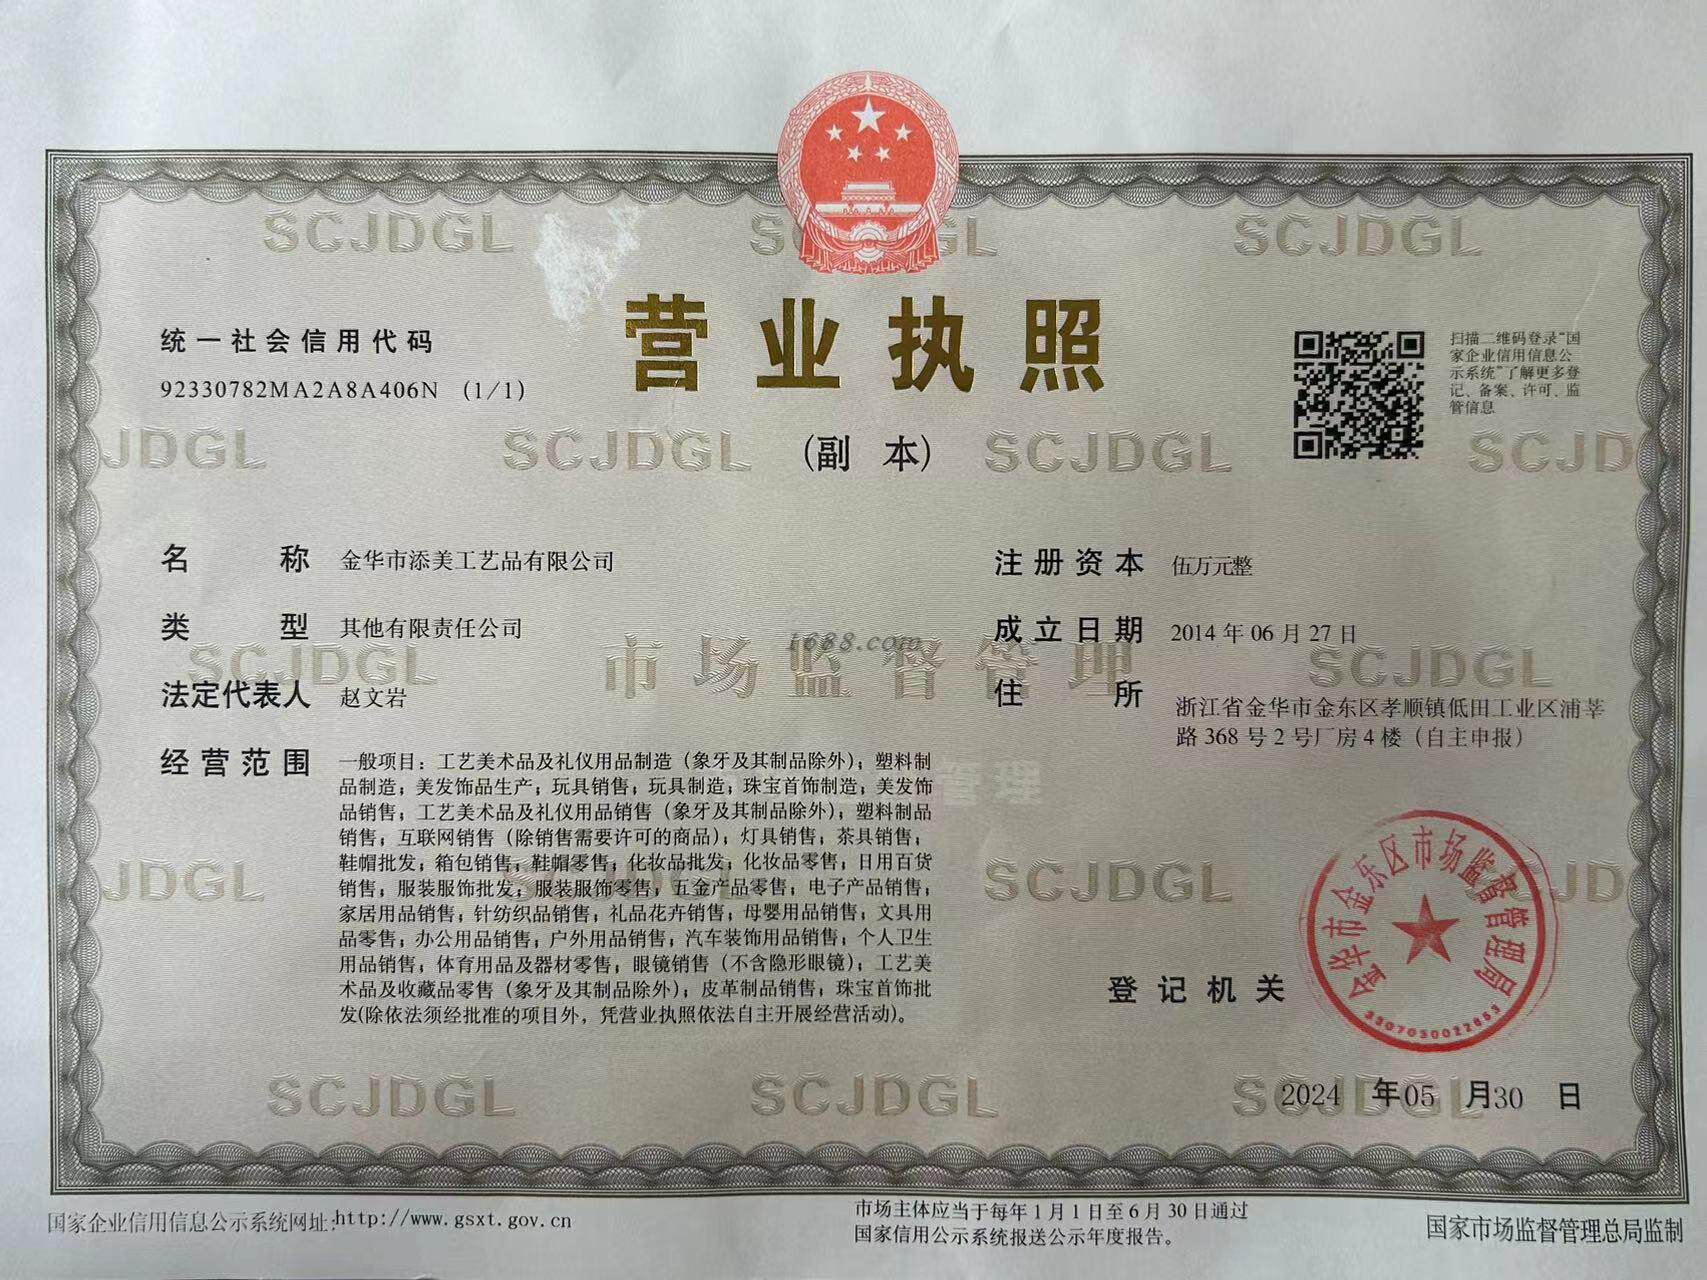 SCJDGL
SCJDGL
营业执照
(副 本)
统一社会信用代码
92330782MA2A8A406N (1/1)
扫描二维码登录“国
家企业信用信息公
示系统”了解更多登
记、备案、许可、监
管信息
JDGL SCJDGL SCJDGL SCJD
名 称 金华市添美工艺品有限公司
类 型 其他有限责任公司
法定代表人 赵文岩
经营范围 一般项目：工艺美术品及礼仪用品制造（象牙及其制品除外）；塑料制
品制造；美发饰品生产；玩具销售；玩具制造；珠宝首饰制造；美发饰
品销售；工艺美术品及礼仪用品销售（象牙及其制品除外）；塑料制品
销售；互联网销售（除销售需要许可的商品）；灯具销售；茶具销售；
鞋帽批发；箱包销售；鞋帽零售；化妆品批发；化妆品零售；日用百货
销售；服装服饰批发；服装服饰零售；五金产品零售；电子产品销售；
家居用品销售；针纺织品销售；礼品花卉销售；母婴用品销售；文具用
品零售；办公用品销售；户外用品销售；汽车装饰用品销售；个人卫生
用品销售；体育用品及器材零售；眼镜销售（不含隐形眼镜）；工艺美
术品及收藏品零售（象牙及其制品除外）；皮革制品销售；珠宝首饰批
发(除依法须经批准的项目外，凭营业执照依法自主开展经营活动)。
注册资本 伍万元整
成立日期 2014 年 06 月 27 日
住 所 浙江省金华市金东区孝顺镇低田工业区浦莘
路 368 号 2 号厂房 4 楼（自主申报）
1688.com
SCJDGL 市场监督管理 SCJDGL
管理
JDGL SCJDGL JD
登记机关
金华市金东区市场监督管理局
2024 年 05 月 30 日
SCJDGL SCJDGL SCJDGL
国家企业信用信息公示系统网址:http://www.gsxt.gov.cn
市场主体应当于每年 1 月 1 日至 6 月 30 日通过
国家信用公示系统报送公示年度报告。
国家市场监督管理总局监制